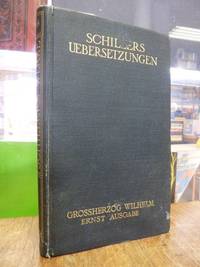 SCHILLERS
UEBERSETZUNGEN
GROSSHERZOG WILHELM
ERNST AUSGABE